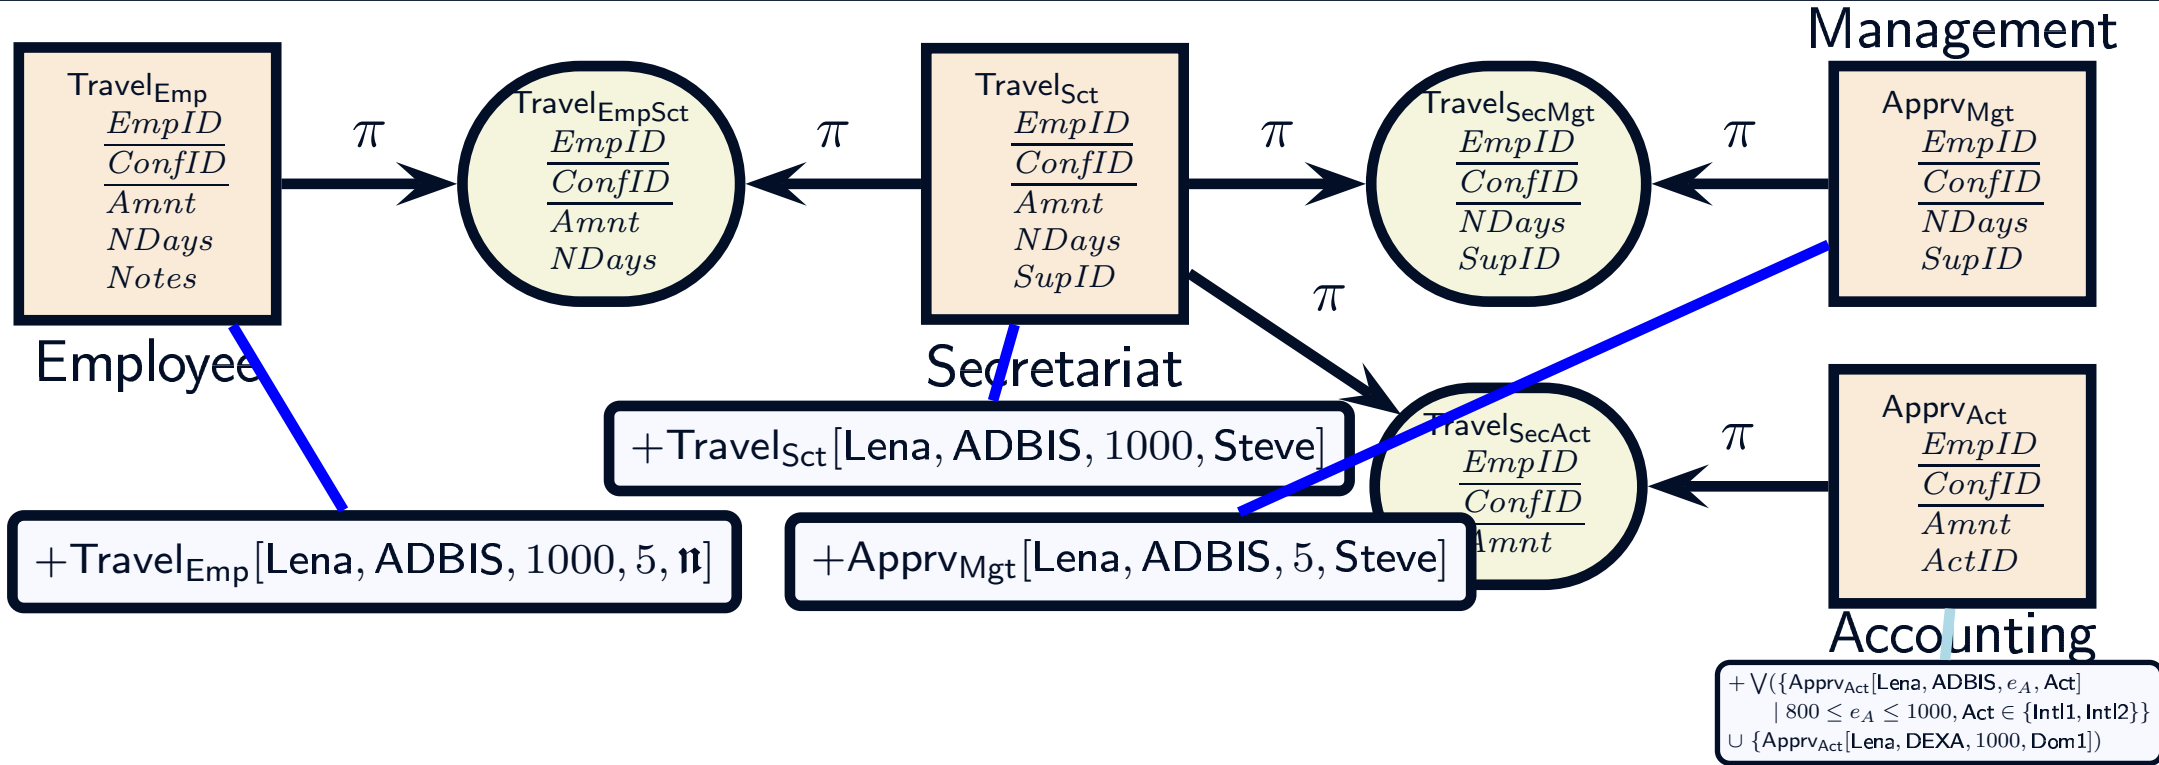 Management
Travel_Emp
EmpID
ConfID
Amnt
NDays
Notes
Employee
π
Travel_EmpSct
EmpID
ConfID
Amnt
NDays
π
Travel_Sct
EmpID
ConfID
Amnt
NDays
SupID
Secretariat
π
Travel_SecMgt
EmpID
ConfID
NDays
SupID
π
Apprv_Mgt
EmpID
ConfID
NDays
SupID
π
Travel_SecAct
EmpID
ConfID
Amnt
π
Apprv_Act
EmpID
ConfID
Amnt
ActID
Accounting
+Travel_Sct[Lena, ADBIS, 1000, Steve]
+Travel_Emp[Lena, ADBIS, 1000, 5, 𝖓]
+Apprv_Mgt[Lena, ADBIS, 5, Steve]
+ ⋁({Apprv_Act[Lena, ADBIS, e_A, Act]
| 800 ≤ e_A ≤ 1000, Act ∈ {Intl1, Intl2}}
∪ {Apprv_Act[Lena, DEXA, 1000, Dom1])